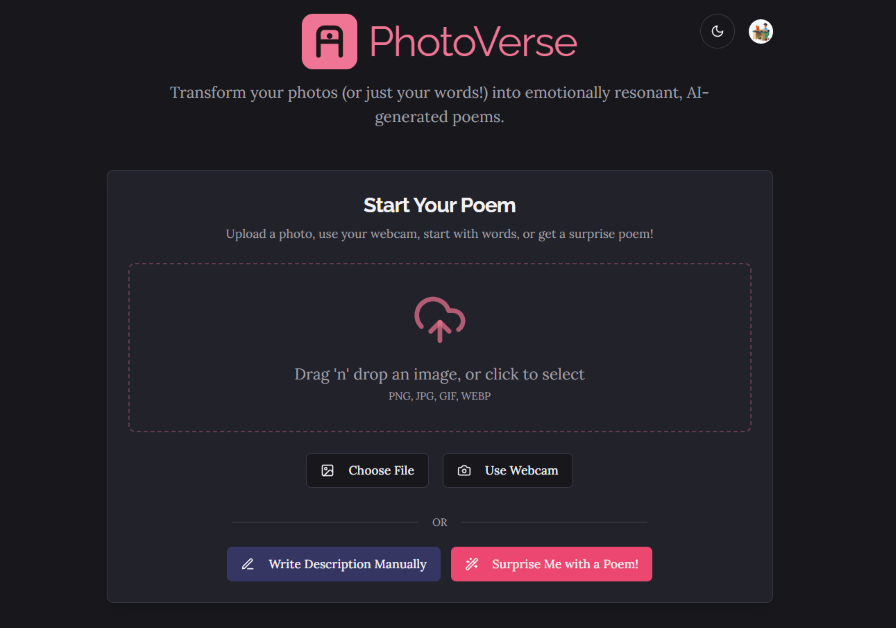 PhotoVerse
Transform your photos (or just your words!) into emotionally resonant, AI-
generated poems.
Start Your Poem
Upload a photo, use your webcam, start with words, or get a surprise poem!
Drag 'n' drop an image, or click to select
PNG, JPG, GIF, WEBP
Choose File
Use Webcam
OR
Write Description Manually
Surprise Me with a Poem!